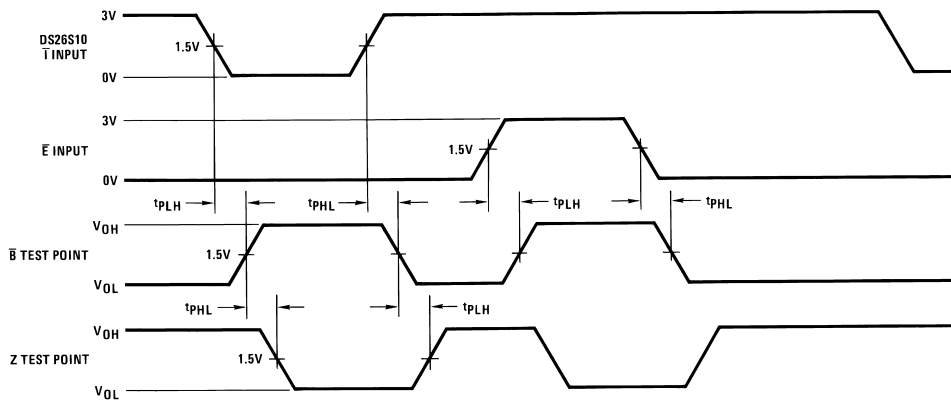 3V
DS26S10
Ī INPUT
1.5V
0V
3V
Ē INPUT
1.5V
0V
tPLH
tPHL
tPLH
tPHL
VOH
B̄ TEST POINT
1.5V
VOL
tPHL
tPLH
VOH
Z TEST POINT
1.5V
VOL